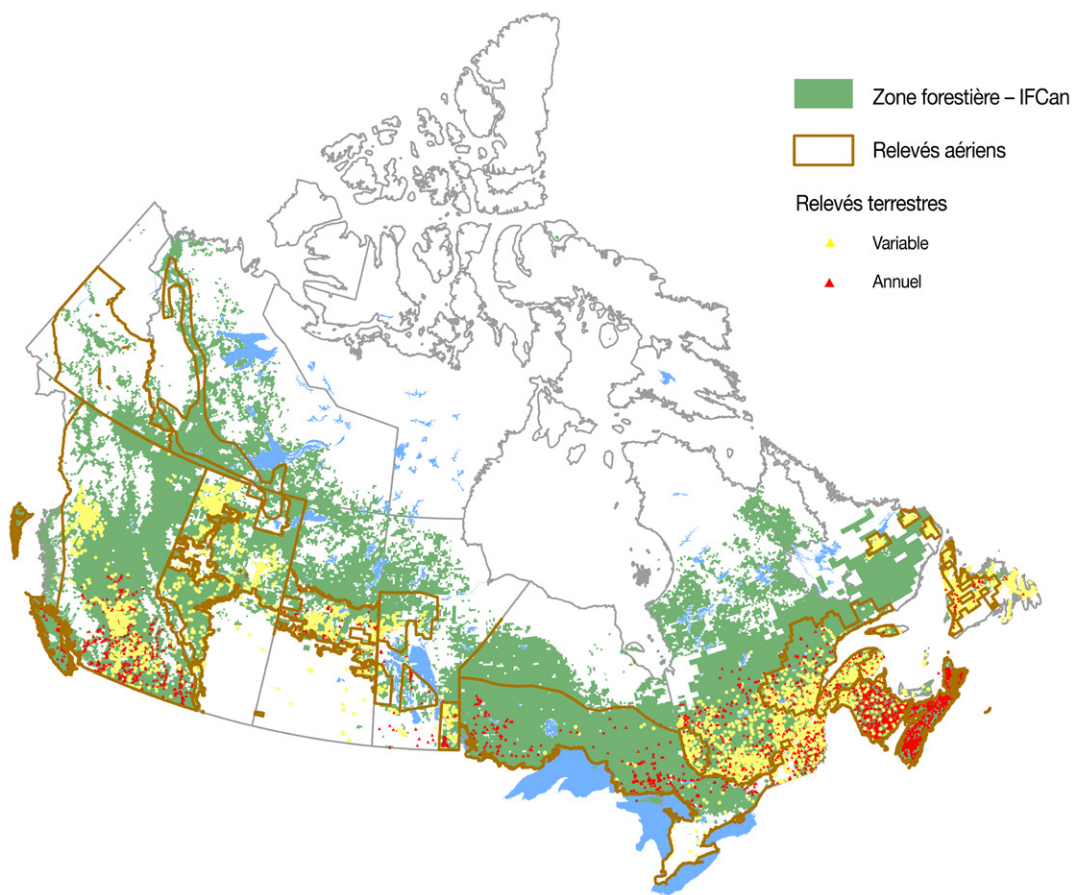 Zone forestière – IFCan
Relevés aériens
Relevés terrestres
Variable
Annuel